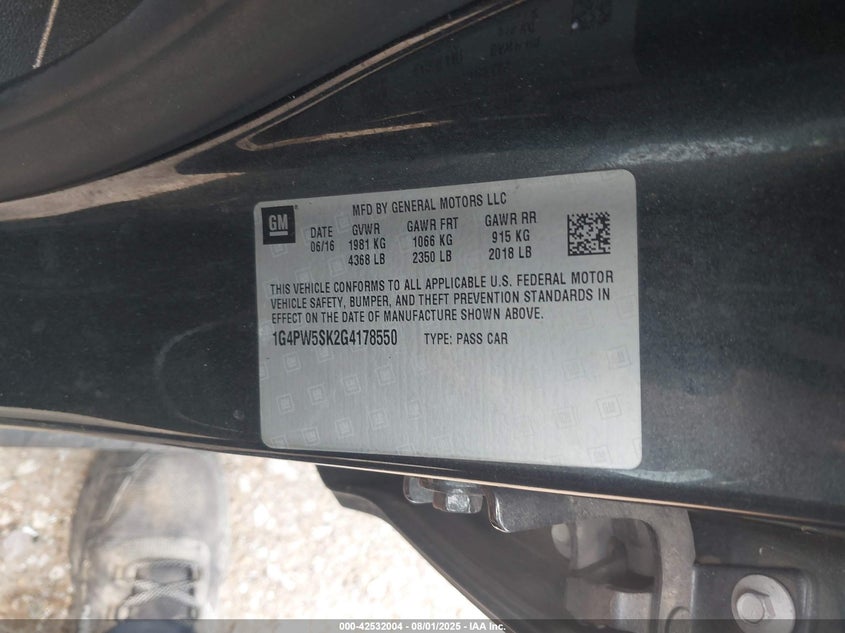 GM
MFD BY GENERAL MOTORS LLC
DATE GVWR GAWR FRT GAWR RR
06/16 1981 KG 1066 KG 915 KG
4368 LB 2350 LB 2018 LB
THIS VEHICLE CONFORMS TO ALL APPLICABLE U.S. FEDERAL MOTOR
VEHICLE SAFETY, BUMPER, AND THEFT PREVENTION STANDARDS IN
EFFECT ON THE DATE OF MANUFACTURE SHOWN ABOVE.
1G4PW5SK2G4178550 TYPE: PASS CAR
000-42532004 - 08/01/2025 - IAA Inc.